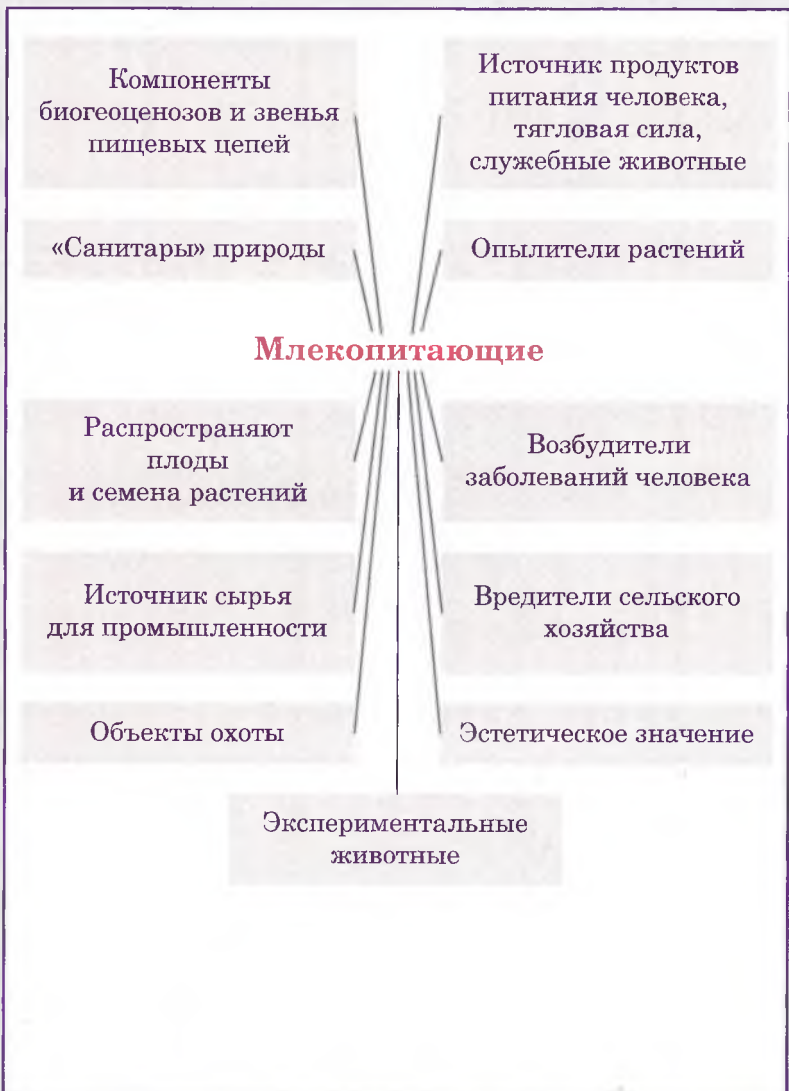 Компоненты
биогеоценозов и звенья
пищевых цепей
Источник продуктов
питания человека,
тягловая сила,
служебные животные
«Санитары» природы
Опылители растений
Млекопитающие
Распространяют
плоды
и семена растений
Возбудители
заболеваний человека
Источник сырья
для промышленности
Вредители сельского
хозяйства
Объекты охоты
Эстетическое значение
Экспериментальные
животные